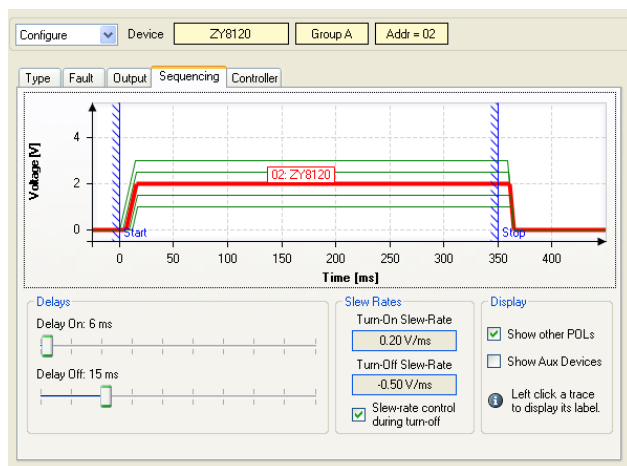 Configure Device ZY8120 Group A Addr = 02
Type Fault Output Sequencing Controller
Voltage [V]
4
2
0
02: ZY8120
Start Stop
0 50 100 150 200 250 300 350 400
Time [ms]
Delays
Delay On: 6 ms
Delay Off: 15 ms
Slew Rates
Turn-On Slew-Rate
0.20 V/ms
Turn-Off Slew-Rate
-0.50 V/ms
Slew-rate control
during turn-off
Display
Show other POLs
Show Aux Devices
Left click a trace
to display its label.